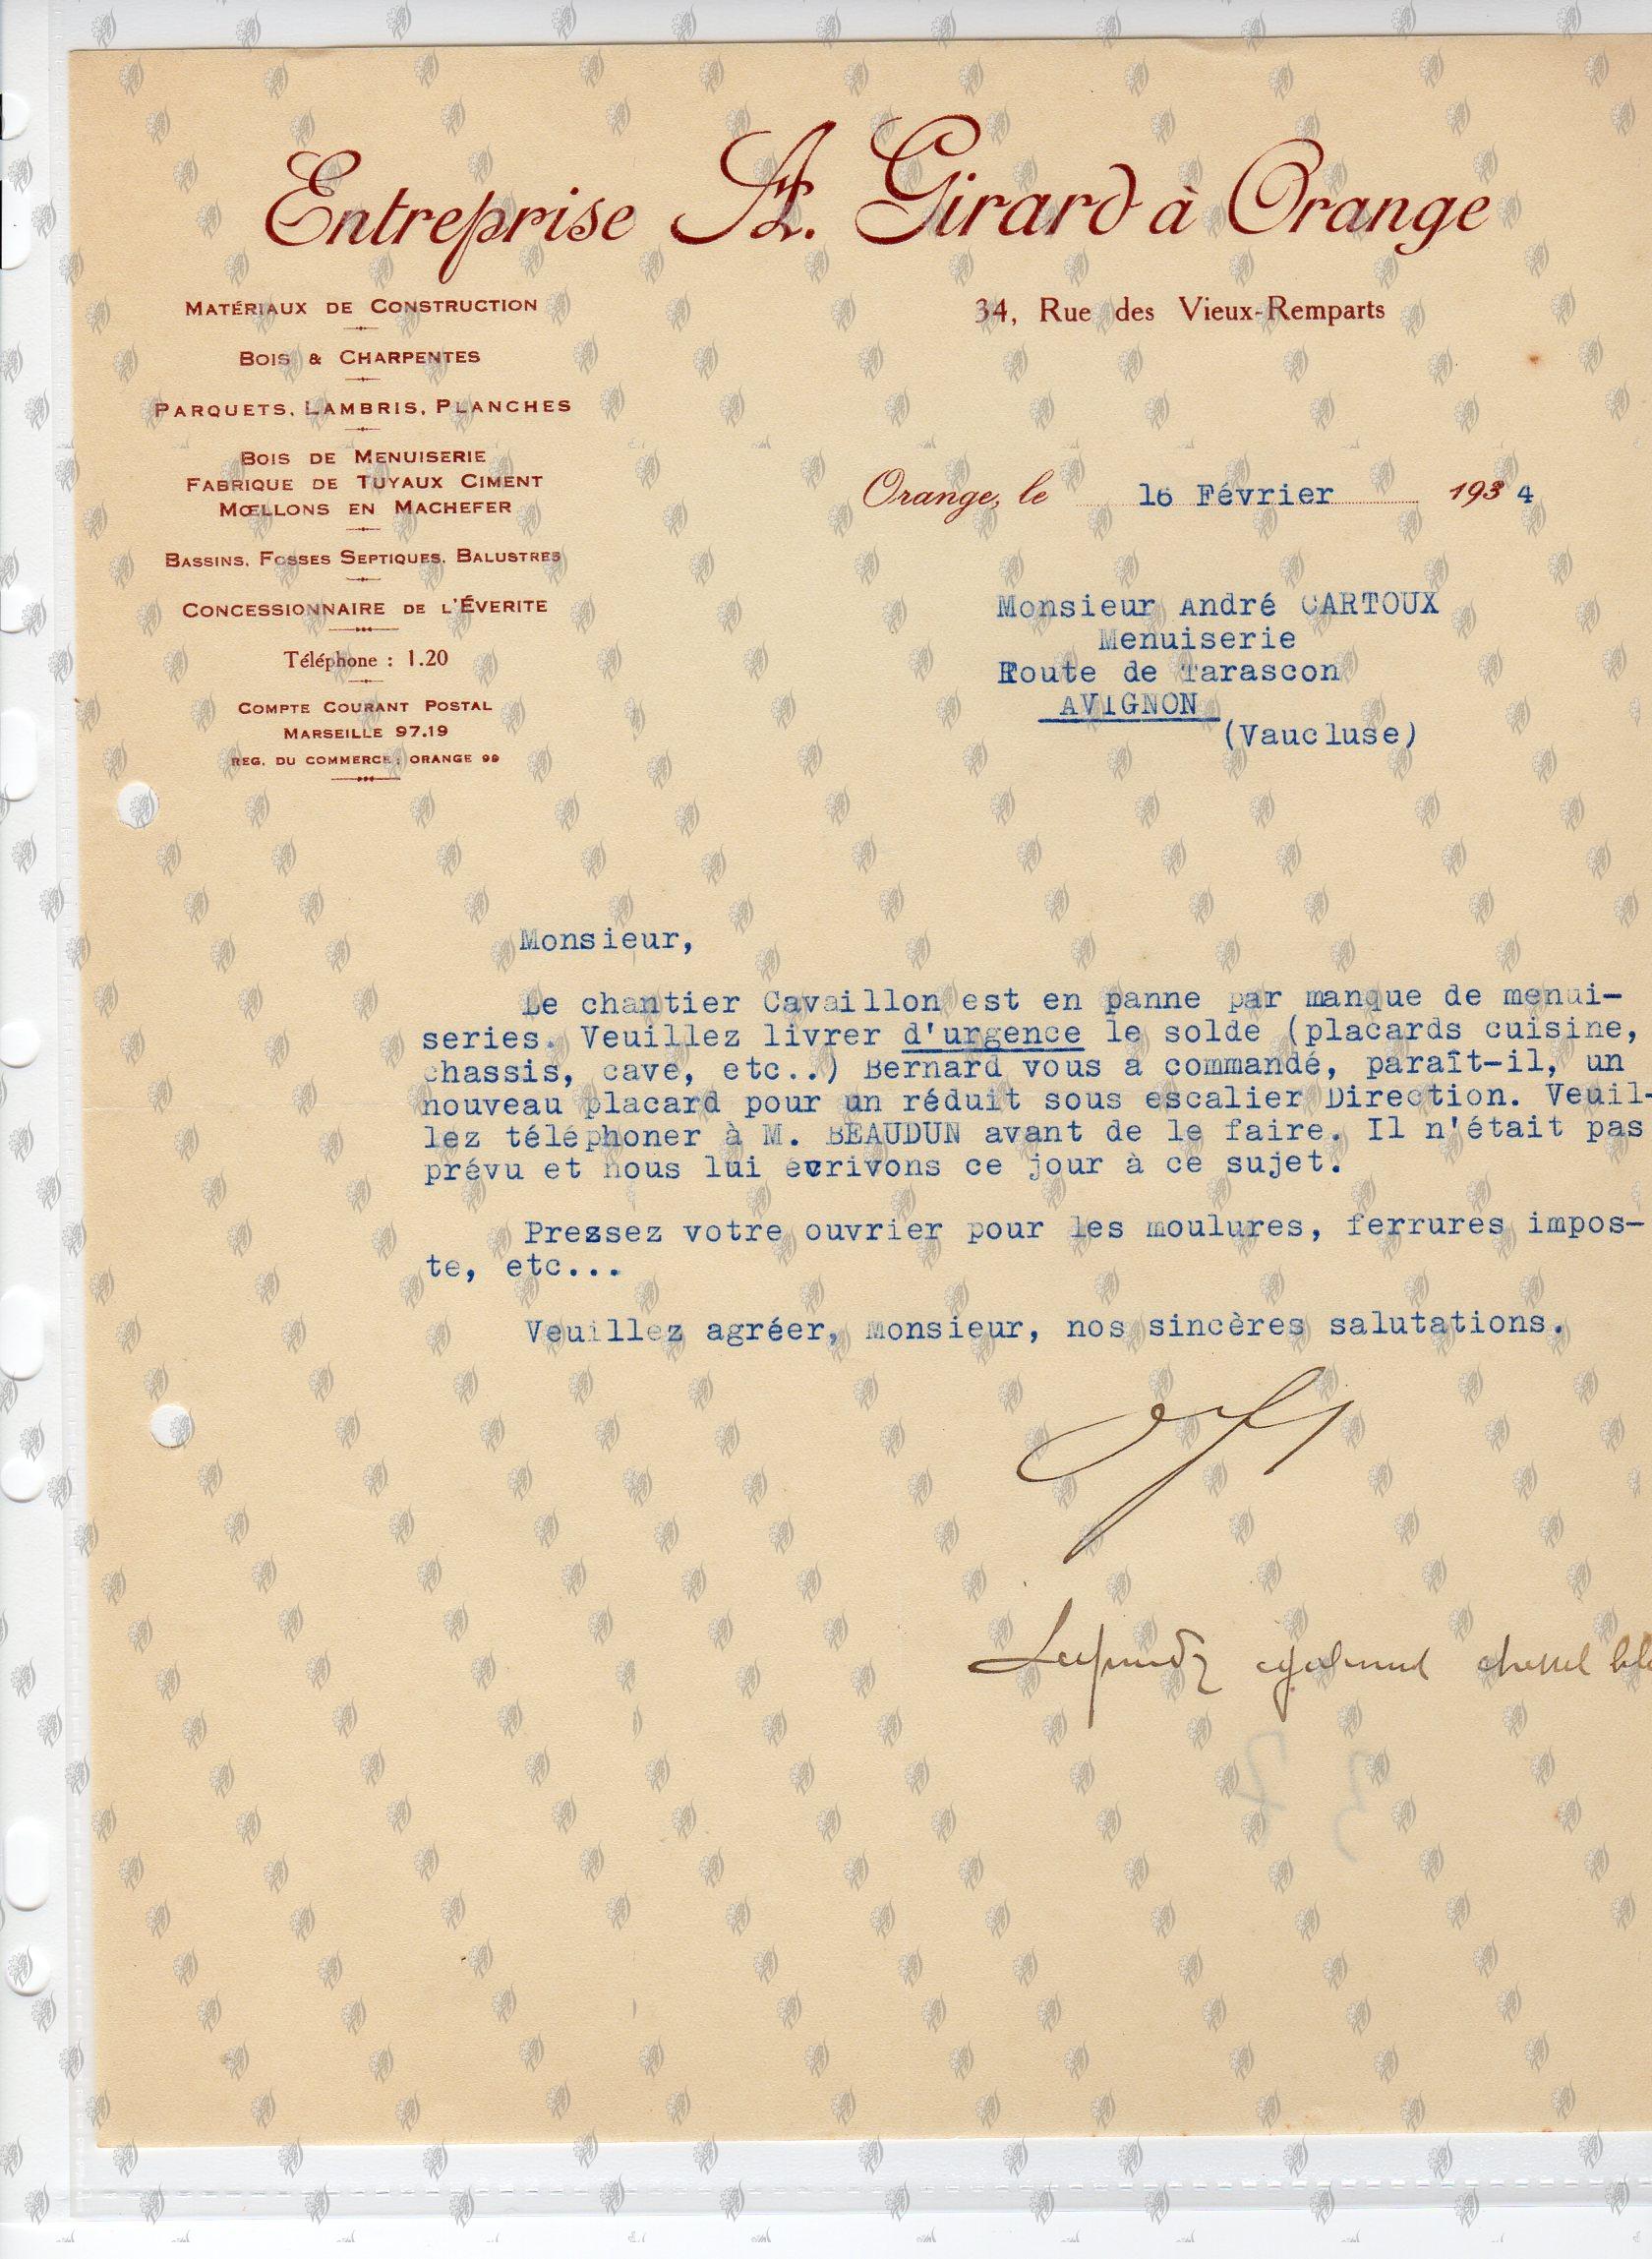 Entreprise A. Girard à Orange
MATÉRIAUX DE CONSTRUCTION
BOIS & CHARPENTES
PARQUETS, LAMBRIS, PLANCHES
BOIS DE MENUISERIE
FABRIQUE DE TUYAUX CIMENT
MŒLLONS EN MACHEFER
BASSINS, FOSSES SEPTIQUES, BALUSTRES
CONCESSIONNAIRE DE L'ÉVERITE
Téléphone : 1.20
COMPTE COURANT POSTAL
MARSEILLE 97.19
REG. DU COMMERCE : ORANGE 99
34, Rue des Vieux-Remparts
Orange, le 16 Février 1934
Monsieur André CARTOUX
Menuiserie
Route de Tarascon
AVIGNON
(Vaucluse)
Monsieur,
Le chantier Cavaillon est en panne par manque de menui-
series. Veuillez livrer d'urgence le solde (placards cuisine,
chassis, cave, etc..) Bernard vous a commandé, paraît-il, un
nouveau placard pour un réduit sous escalier Direction. Veuil-
lez téléphoner à M. BEAUDUN avant de le faire. Il n'était pas
prévu et nous lui écrivons ce jour à ce sujet.
Pressez votre ouvrier pour les moulures, ferrures impos-
te, etc...
Veuillez agréer, Monsieur, nos sincères salutations.